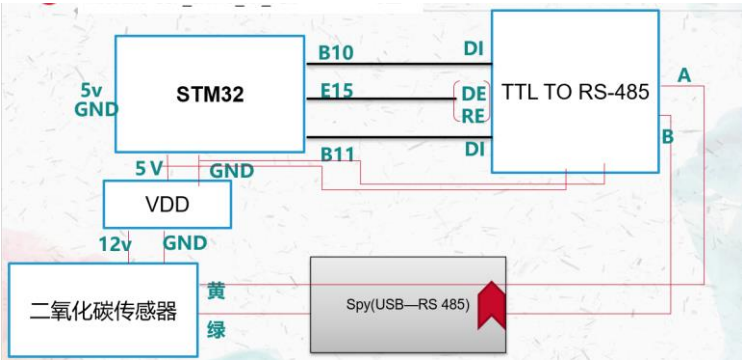 B10
DI
A
5v
GND
STM32
E15
DE
RE
TTL TO RS-485
B
B11
DI
5 V
GND
VDD
12v
GND
二氧化碳传感器
黄
绿
Spy(USB—RS 485)